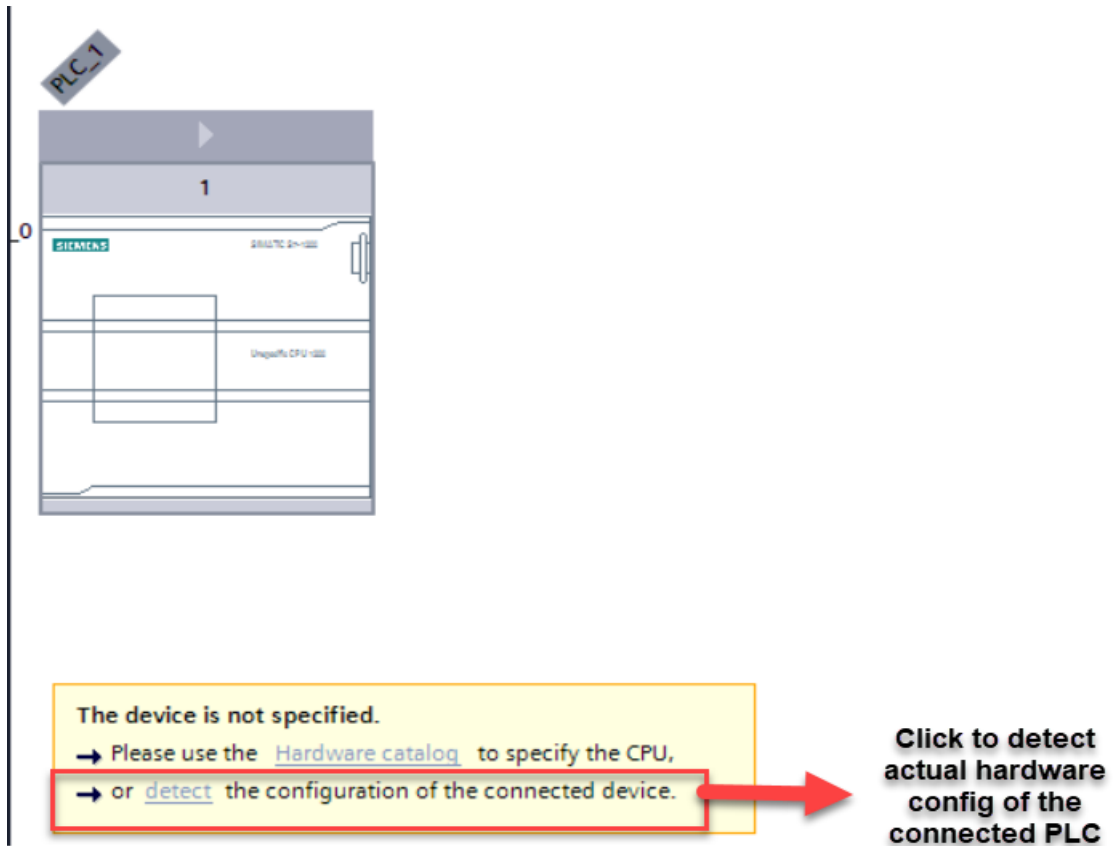 PLC_1
1
_0
SIEMENS
The device is not specified.
→ Please use the Hardware catalog to specify the CPU,
→ or detect the configuration of the connected device.
Click to detect
actual hardware
config of the
connected PLC